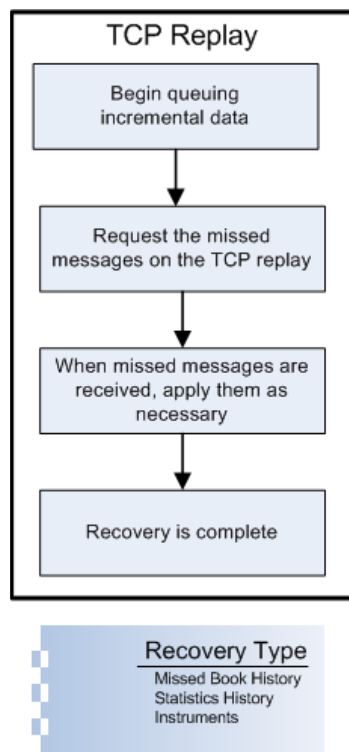 TCP Replay
Begin queuing
incremental data
Request the missed
messages on the TCP replay
When missed messages are
received, apply them as
necessary
Recovery is complete
Recovery Type
Missed Book History
Statistics History
Instruments